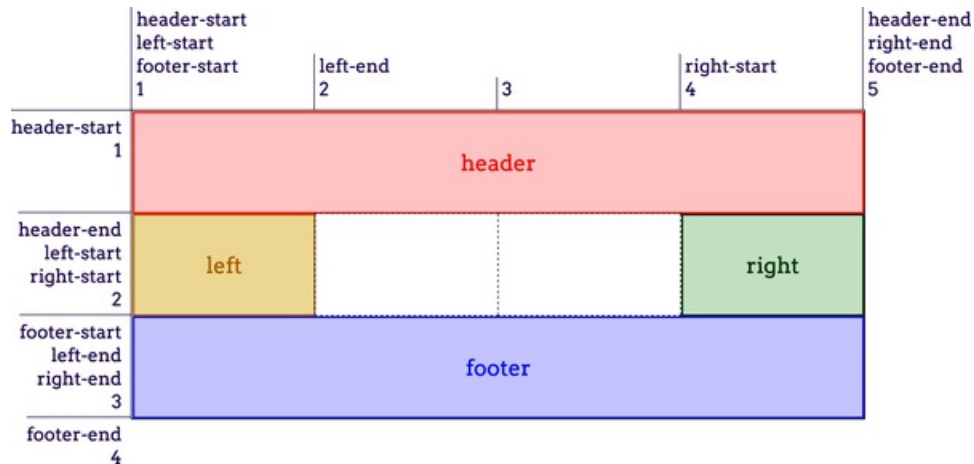 header-start
left-start
footer-start
1
left-end
2
3
right-start
4
header-end
right-end
footer-end
5
header-start
1
header
header-end
left-start
right-start
2
left
right
footer-start
left-end
right-end
3
footer
footer-end
4